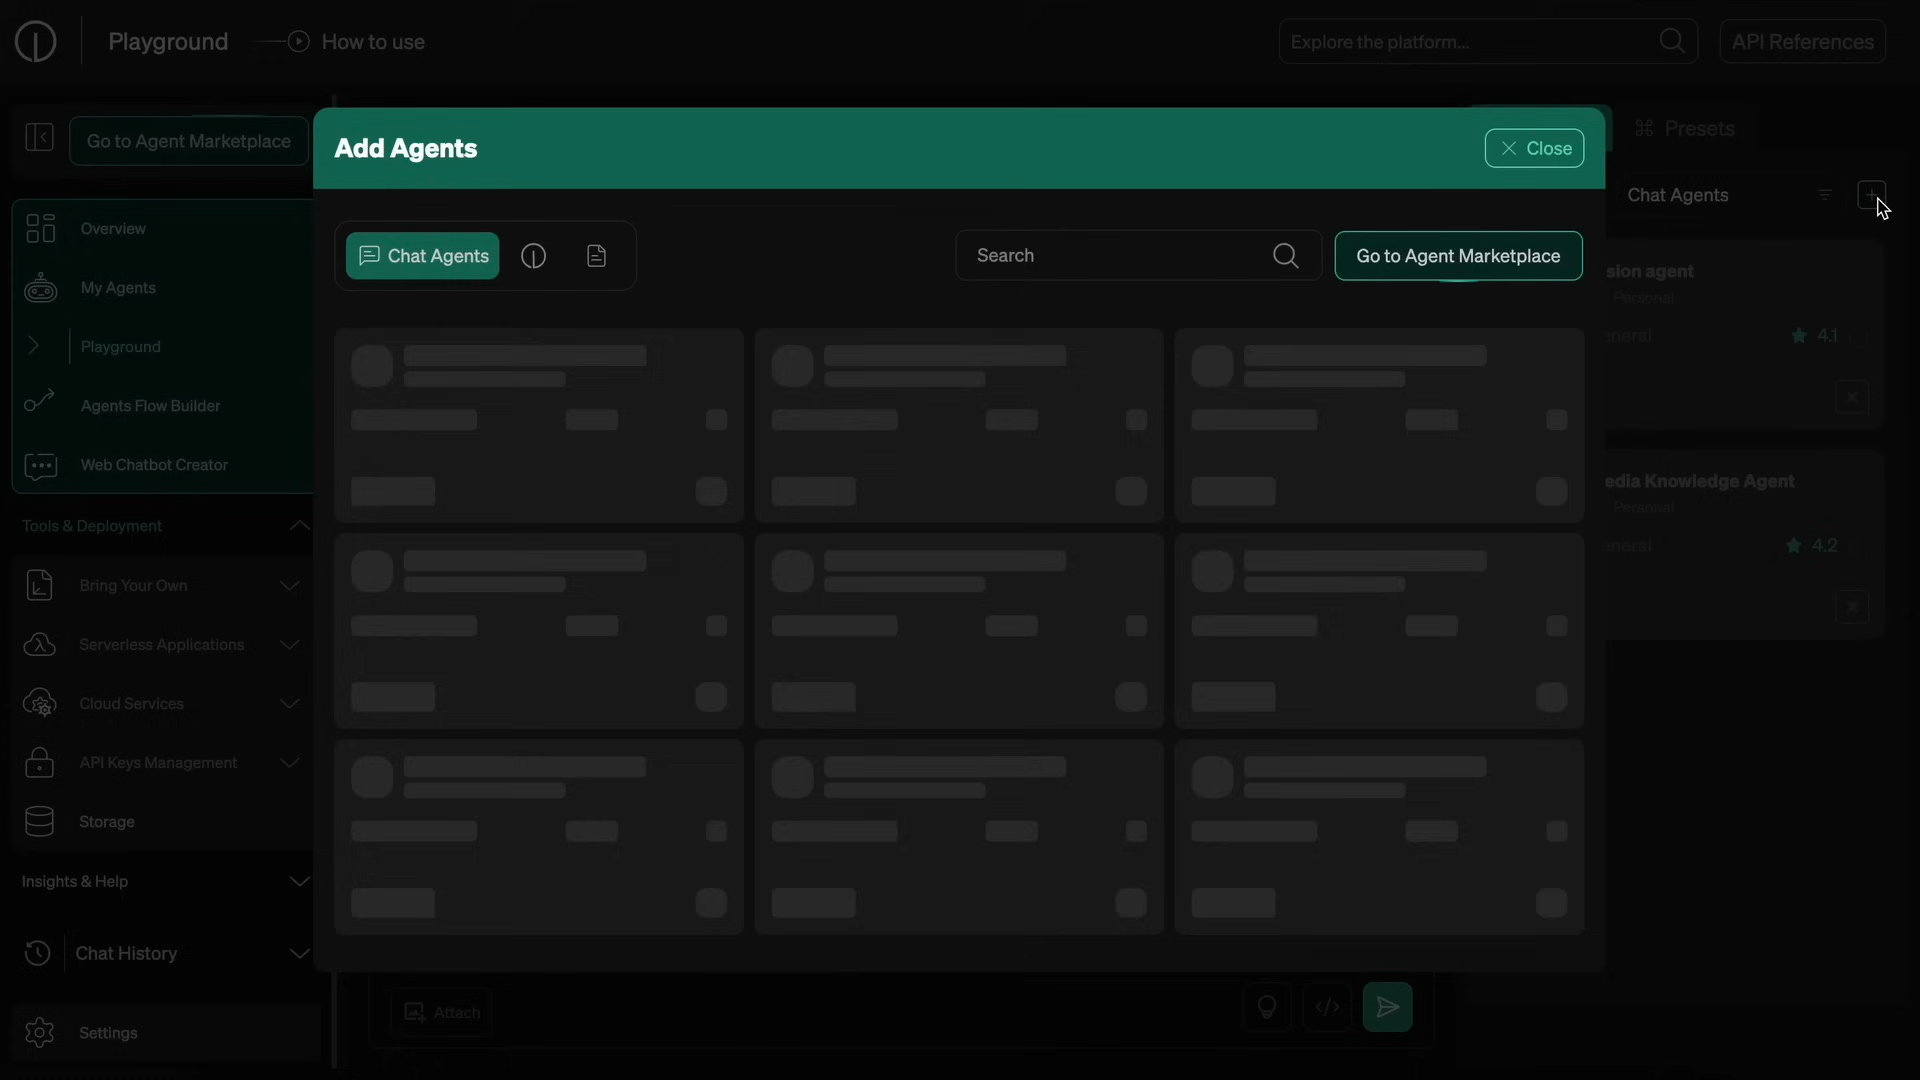 Playground
How to use
Explore the platform...
API References
Go to Agent Marketplace
Overview
My Agents
Playground
Agents Flow Builder
Web Chatbot Creator
Tools & Deployment
Bring Your Own
Serverless Applications
Cloud Services
API Keys Management
Storage
Insights & Help
Chat History
Settings
Add Agents
Close
Chat Agents
Search
Go to Agent Marketplace
Attach
Presets
Chat Agents
agent
Personal
4.1
Knowledge Agent
Personal
4.2